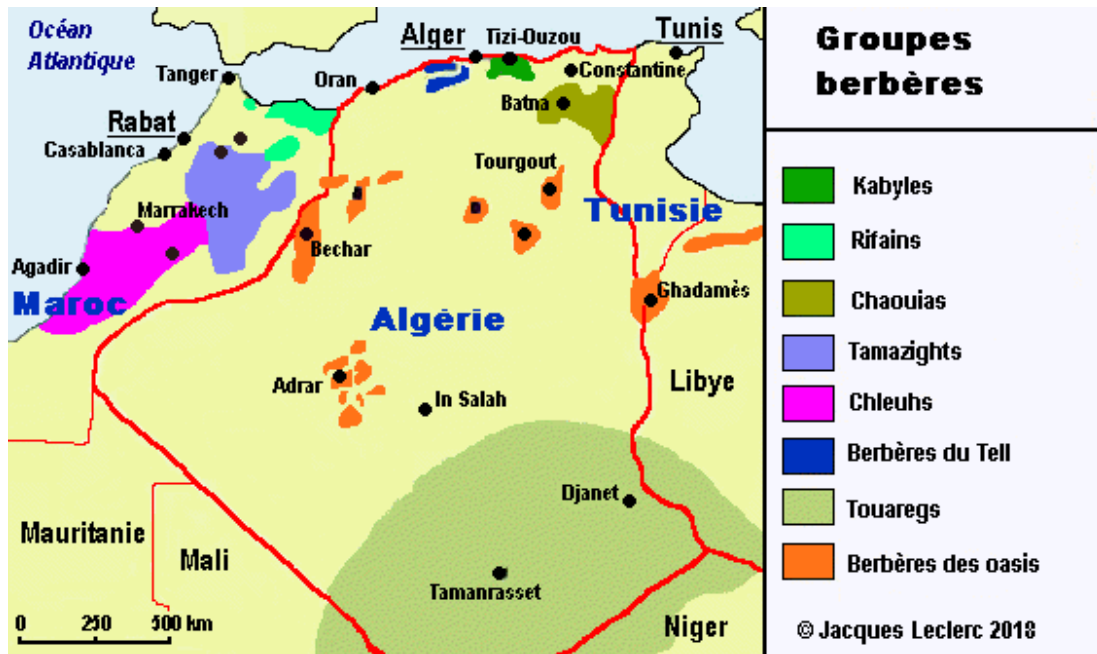 Océan
Atlantique
Tanger
Oran
Alger
Tizi-Ouzou
Tunis
Constantine
Batna
Rabat
Casablanca
Tourgout
Marrakech
Tunisie
Bechar
Agadir
Maroc
Ghadamès
Algérie
Adrar
In Salah
Libye
Djanet
Mauritanie
Mali
Tamanrasset
Niger
0 250 500 km
Groupes
berbères
Kabyles
Rifains
Chaouias
Tamazights
Chleuhs
Berbères du Tell
Touaregs
Berbères des oasis
© Jacques Leclerc 2018